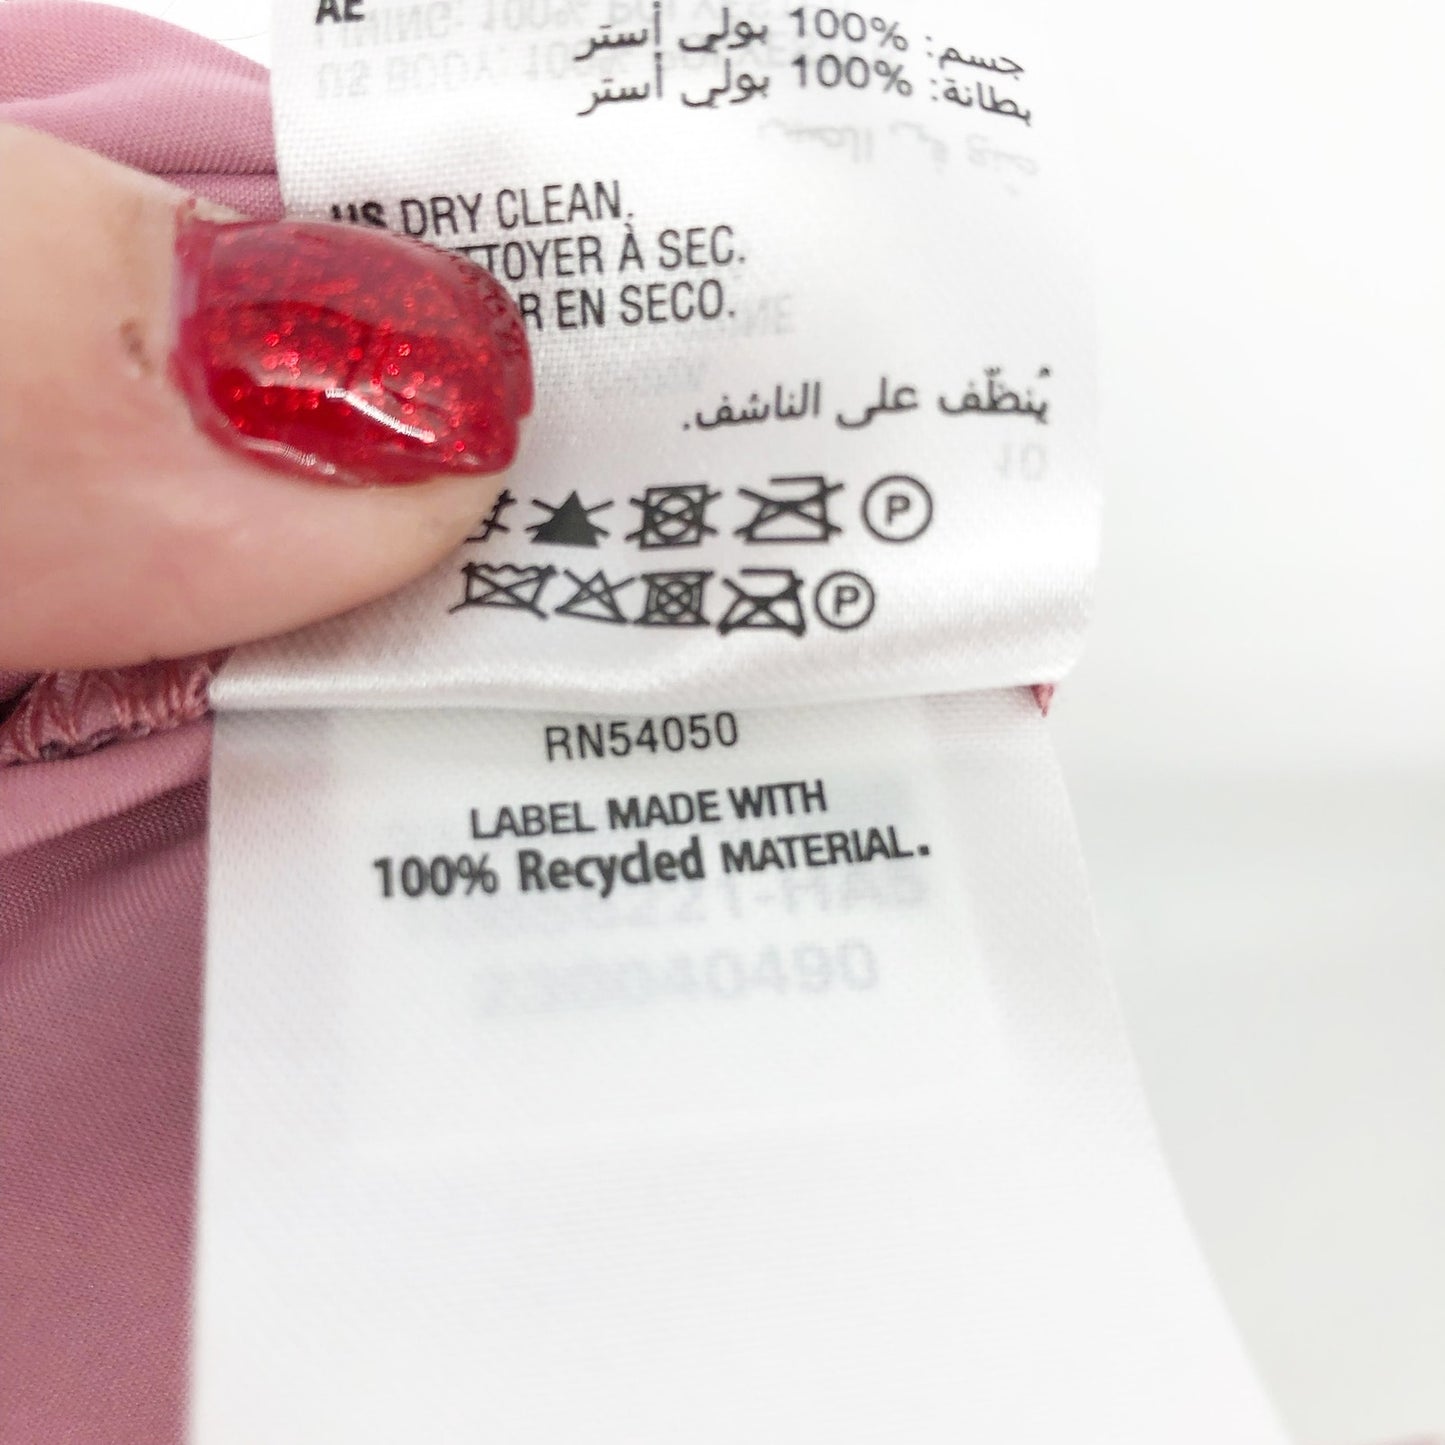 AE
جسم: 100% بولي أستر
بطانة: 100% بولي أستر
US DRY CLEAN.
TOYER À SEC.
R EN SECO.
يُنظّف على الناشف.
P
P
RN54050
LABEL MADE WITH
100% Recycled MATERIAL.